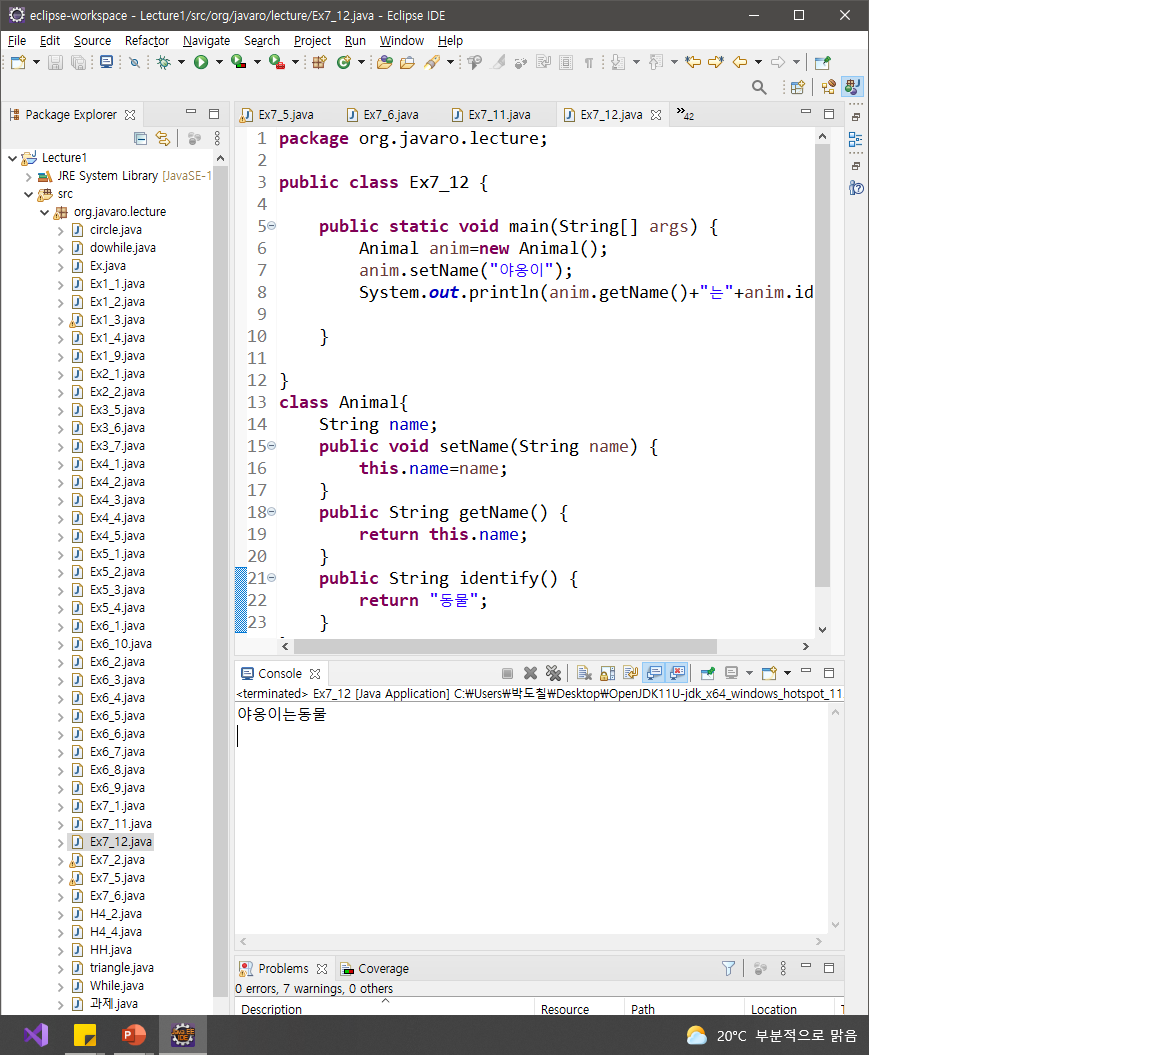 eclipse-workspace - Lecture1/src/org/javaro/lecture/Ex7_12.java - Eclipse IDE
File Edit Source Refactor Navigate Search Project Run Window Help
Package Explorer
Lecture1
JRE System Library [JavaSE-1
src
org.javaro.lecture
circle.java
dowhile.java
Ex.java
Ex1_1.java
Ex1_2.java
Ex1_3.java
Ex1_4.java
Ex1_9.java
Ex2_1.java
Ex2_2.java
Ex3_5.java
Ex3_6.java
Ex3_7.java
Ex4_1.java
Ex4_2.java
Ex4_3.java
Ex4_4.java
Ex4_5.java
Ex5_1.java
Ex5_2.java
Ex5_3.java
Ex5_4.java
Ex6_1.java
Ex6_10.java
Ex6_2.java
Ex6_3.java
Ex6_4.java
Ex6_5.java
Ex6_6.java
Ex6_7.java
Ex6_8.java
Ex6_9.java
Ex7_1.java
Ex7_11.java
Ex7_12.java
Ex7_2.java
Ex7_5.java
Ex7_6.java
H4_2.java
H4_4.java
HH.java
triangle.java
While.java
과제.java
Ex7_5.java Ex7_6.java Ex7_11.java Ex7_12.java »42
1 package org.javaro.lecture;
2
3 public class Ex7_12 {
4
5 public static void main(String[] args) {
6 Animal anim=new Animal();
7 anim.setName("야옹이");
8 System.out.println(anim.getName()+"는"+anim.id
9
10 }
11
12 }
13 class Animal{
14 String name;
15 public void setName(String name) {
16 this.name=name;
17 }
18 public String getName() {
19 return this.name;
20 }
21 public String identify() {
22 return "동물";
23 }
Console
<terminated> Ex7_12 [Java Application] C:₩Users₩박도칠₩Desktop₩OpenJDK11U-jdk_x64_windows_hotspot_11
야옹이는동물
Problems Coverage
0 errors, 7 warnings, 0 others
Description Resource Path Location T
20°C 부분적으로 맑음